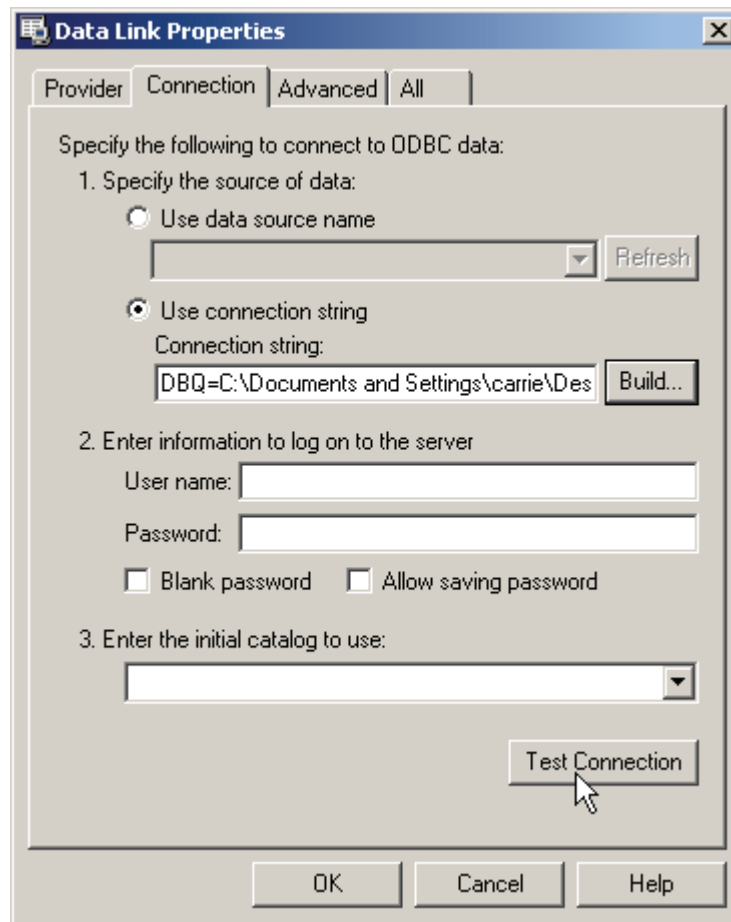 Data Link Properties
Provider Connection Advanced All
Specify the following to connect to ODBC data:
1. Specify the source of data:
Use data source name
Refresh
Use connection string
Connection string:
DBQ=C:\Documents and Settings\carrie\Des Build...
2. Enter information to log on to the server
User name:
Password:
Blank password Allow saving password
3. Enter the initial catalog to use:
Test Connection
OK Cancel Help